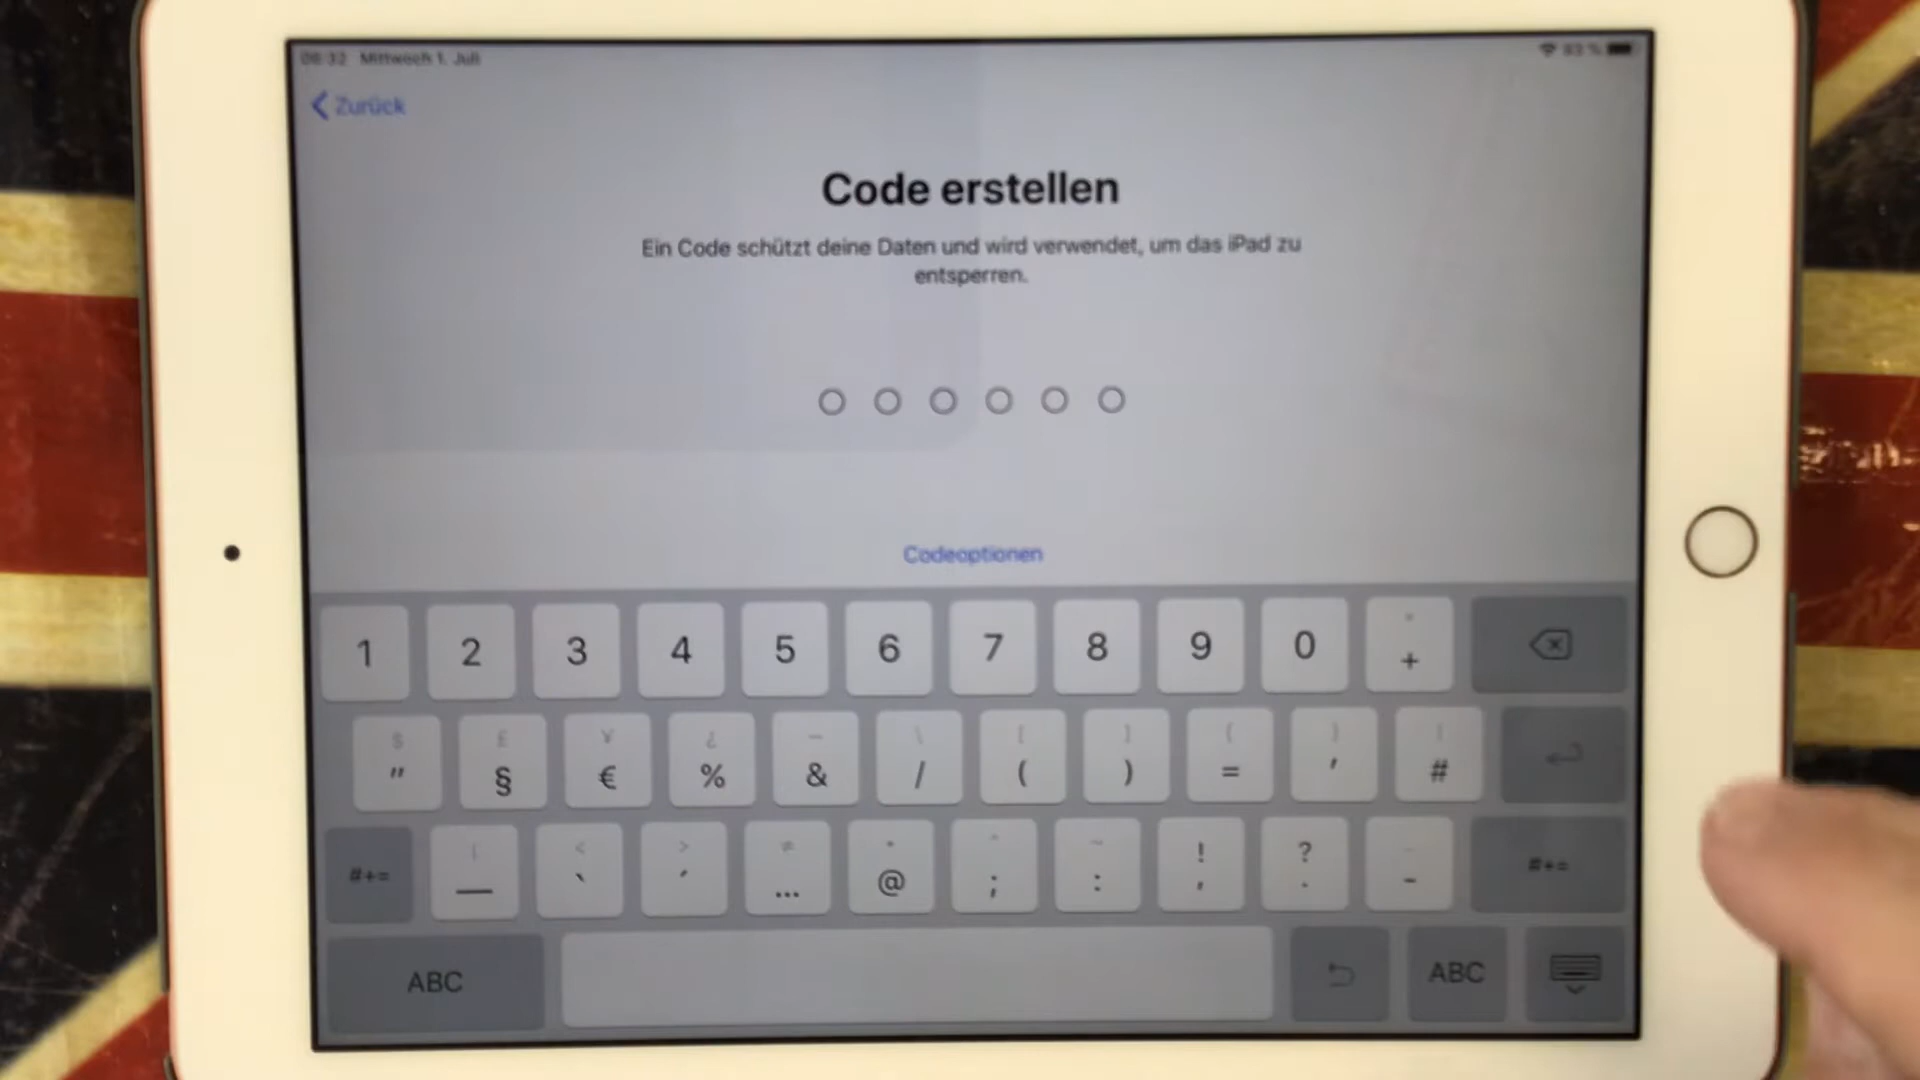 06:32 Mittwoch 1. Juli
93 %
Zurück
Code erstellen
Ein Code schützt deine Daten und wird verwendet, um das iPad zu
entsperren.
Codeoptionen
1 2 3 4 5 6 7 8 9 0 +
$ £ ¥ ¿ \ [ ] { }
" § € % & / ( ) = ' #
< > ≠ ! ?
#+= — ` ´ ... @ ; : , . - #+=
ABC ABC